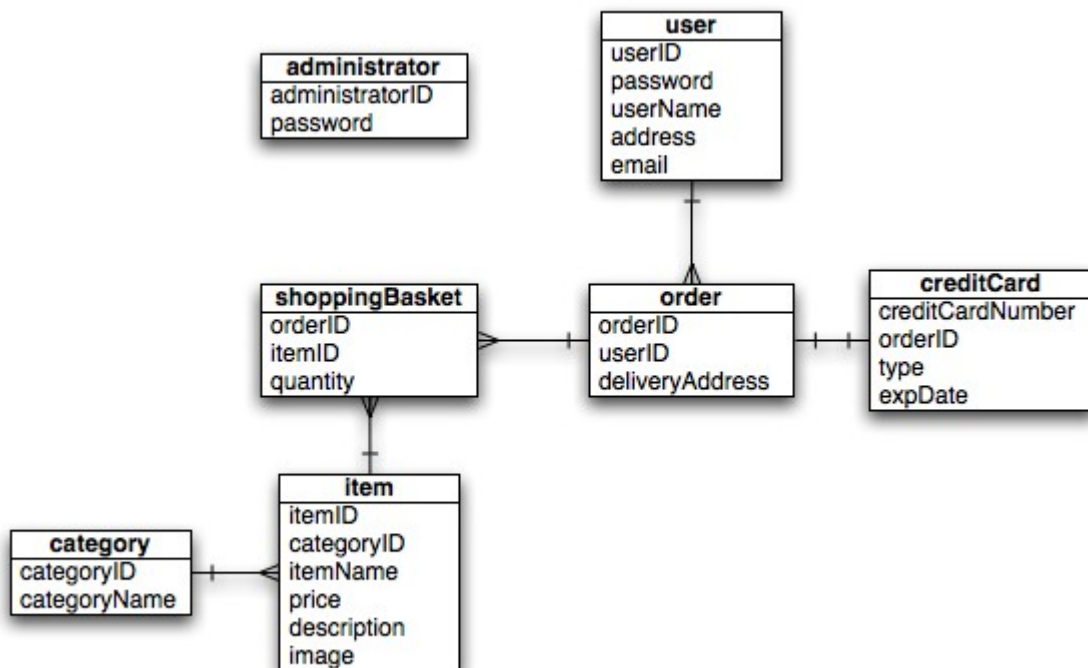 user
userID
password
userName
address
email
administrator
administratorID
password
shoppingBasket
orderID
itemID
quantity
order
orderID
userID
deliveryAddress
creditCard
creditCardNumber
orderID
type
expDate
item
itemID
categoryID
itemName
price
description
image
category
categoryID
categoryName